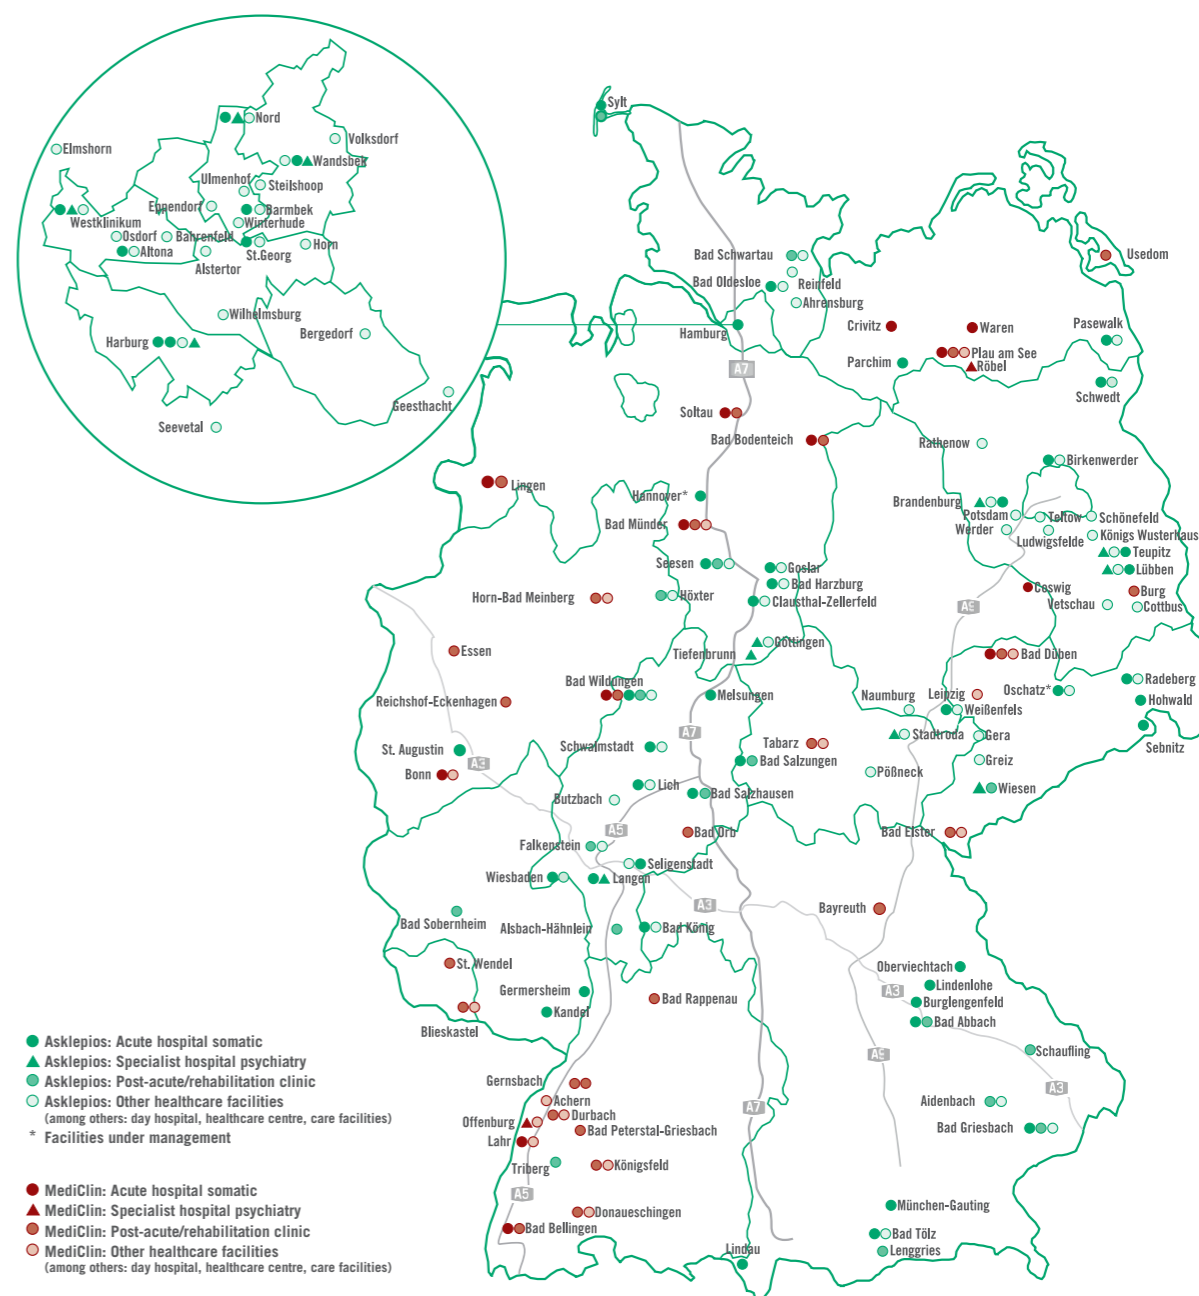 Sylt
Nord
Volksdorf
Elmshorn
Wandsbek
Ulmenhof
Steilshoop
Eppendorf
Barmbek
Westklinikum
Winterhude
Osdorf
Bahrenfeld
Horn
Altona
St.Georg
Alstertor
Wilhelmsburg
Bergedorf
Harburg
Geesthacht
Seevetal
Bad Schwartau
Usedom
Bad Oldesloe
Reinfeld
Ahrensburg
Hamburg
Crivitz
Waren
Pasewalk
Plau am See
Parchim
Röbel
A7
Schwedt
Soltau
Bad Bodenteich
Rathenow
Birkenwerder
Lingen
Hannover*
Brandenburg
Potsdam
Teltow
Schönefeld
Bad Münder
Werder
Ludwigsfelde
Königs Wusterhaus
Teupitz
Seesen
Goslar
Lübben
Bad Harzburg
Coswig
Burg
Horn-Bad Meinberg
Höxter
Clausthal-Zellerfeld
A9
Vetschau
Cottbus
Göttingen
Essen
Tiefenbrunn
Bad Düben
Radeberg
Bad Wildungen
Melsungen
Naumburg
Leipzig
Oschatz*
Hohwald
Reichshof-Eckenhagen
Weißenfels
Sebnitz
A7
Stadtroda
Gera
St. Augustin
Schwalmstadt
Tabarz
A3
Bad Salzungen
Greiz
Bonn
Pößneck
Lich
Wiesen
Butzbach
Bad Salzhausen
A5
Bad Orb
Bad Elster
Falkenstein
Seligenstadt
Wiesbaden
Langen
A3
Bayreuth
Bad Sobernheim
Alsbach-Hähnlein
Bad König
St. Wendel
Oberviechtach
Germersheim
Bad Rappenau
A3
Lindenlohe
Burglengenfeld
Kandel
Bad Abbach
Blieskastel
A9
Schaufling
Gernsbach
A3
Achern
Aidenbach
A7
Offenburg
Durbach
Bad Peterstal-Griesbach
Bad Griesbach
Lahr
Triberg
Königsfeld
A5
München-Gauting
Donaueschingen
Bad Bellingen
Bad Tölz
Lindau
Lenggries
Asklepios: Acute hospital somatic
Asklepios: Specialist hospital psychiatry
Asklepios: Post-acute/rehabilitation clinic
Asklepios: Other healthcare facilities
(among others: day hospital, healthcare centre, care facilities)
* Facilities under management
MediClin: Acute hospital somatic
MediClin: Specialist hospital psychiatry
MediClin: Post-acute/rehabilitation clinic
MediClin: Other healthcare facilities
(among others: day hospital, healthcare centre, care facilities)